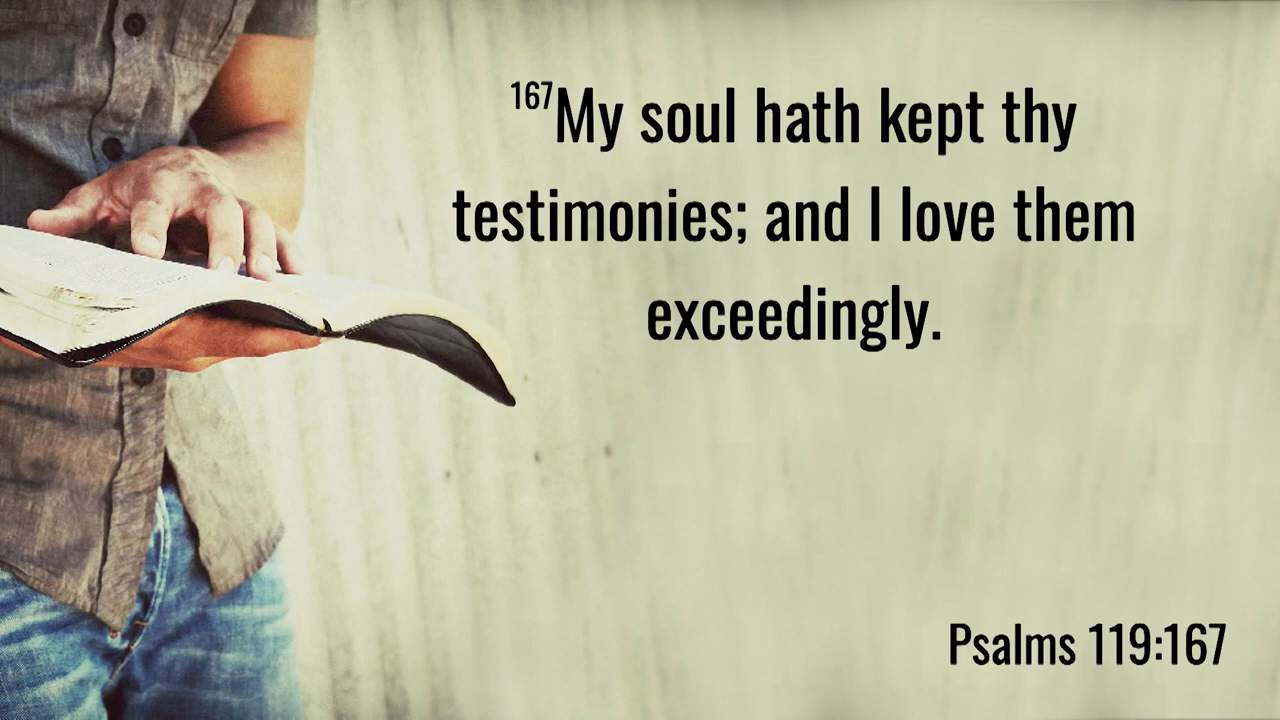 167My soul hath kept thy
testimonies; and I love them
exceedingly.
Psalms 119:167